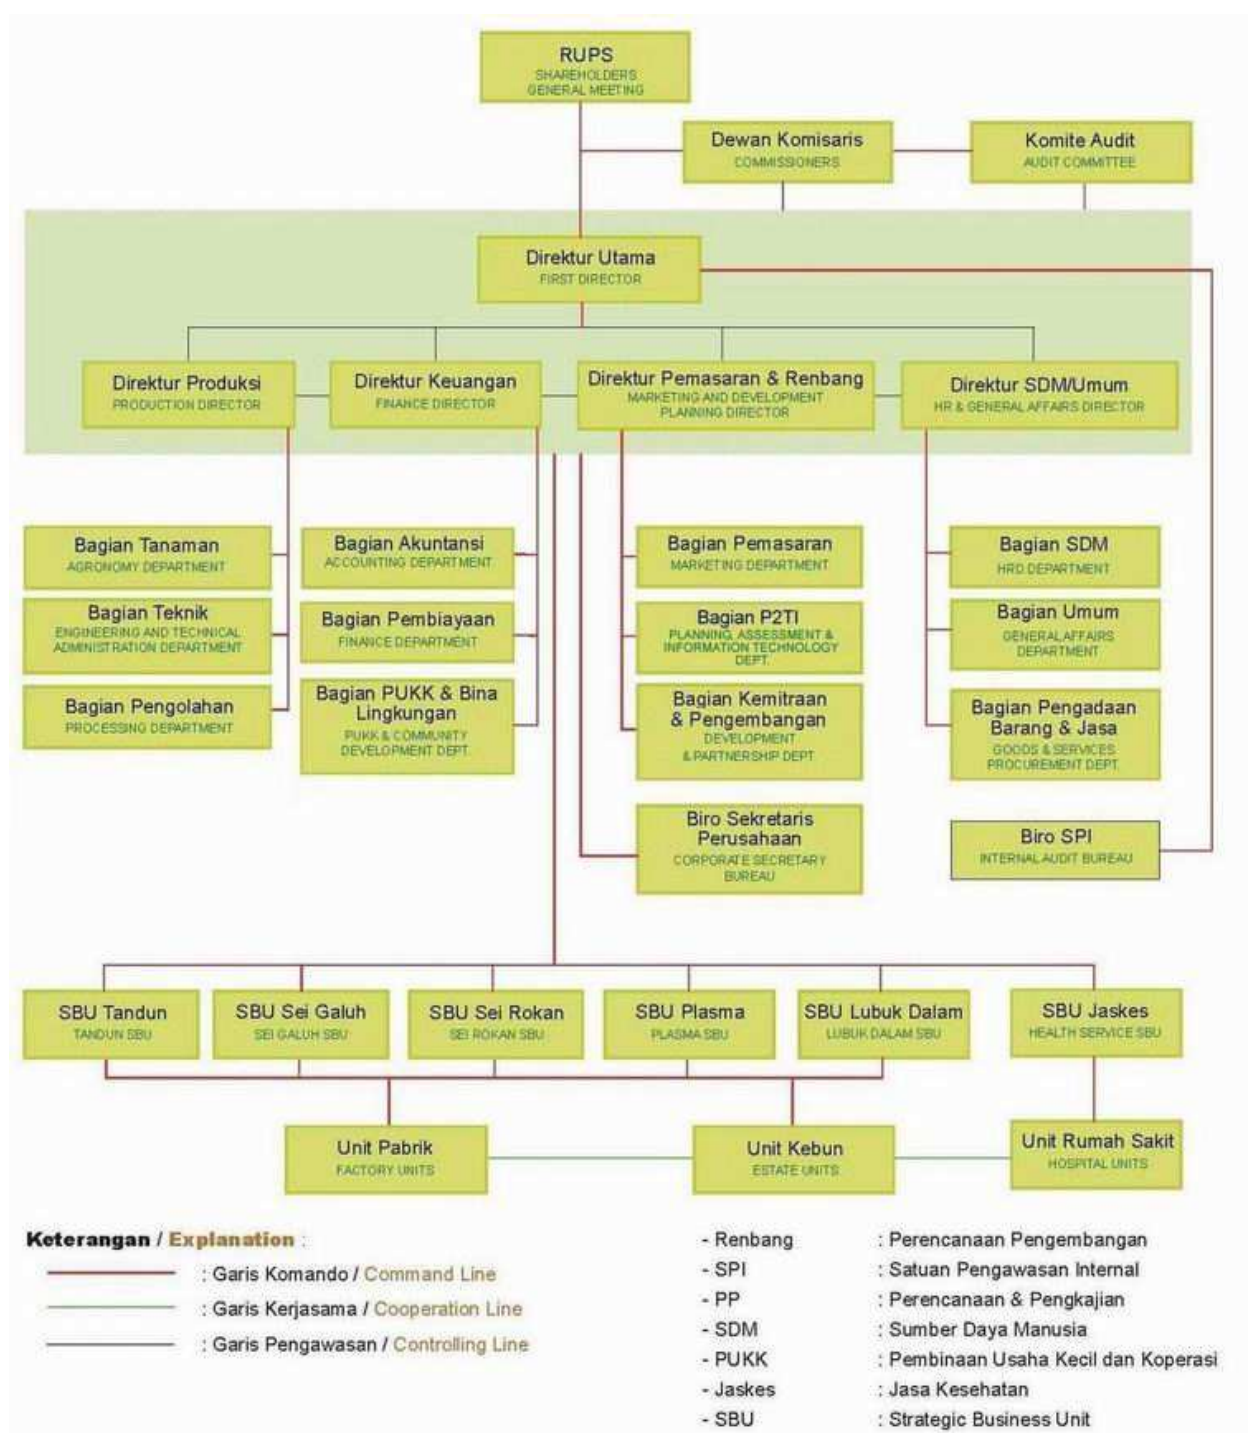 RUPS
SHAREHOLDERS
GENERAL MEETING
Dewan Komisaris
COMMISSIONERS
Komite Audit
AUDIT COMMITTEE
Direktur Utama
FIRST DIRECTOR
Direktur Produksi
PRODUCTION DIRECTOR
Direktur Keuangan
FINANCE DIRECTOR
Direktur Pemasaran & Renbang
MARKETING AND DEVELOPMENT
PLANNING DIRECTOR
Direktur SDM/Umum
HR & GENERAL AFFAIRS DIRECTOR
Bagian Tanaman
AGRONOMY DEPARTMENT
Bagian Akuntansi
ACCOUNTING DEPARTMENT
Bagian Pemasaran
MARKETING DEPARTMENT
Bagian SDM
HRD DEPARTMENT
Bagian Teknik
ENGINEERING AND TECHNICAL
ADMINISTRATION DEPARTMENT
Bagian Pembiayaan
FINANCE DEPARTMENT
Bagian P2TI
PLANNING, ASSESSMENT &
INFORMATION TECHNOLOGY
DEPT.
Bagian Umum
GENERAL AFFAIRS
DEPARTMENT
Bagian Pengolahan
PROCESSING DEPARTMENT
Bagian PUKK & Bina
Lingkungan
PUKK & COMMUNITY
DEVELOPMENT DEPT.
Bagian Kemitraan
& Pengembangan
DEVELOPMENT
& PARTNERSHIP DEPT.
Bagian Pengadaan
Barang & Jasa
GOODS & SERVICES
PROCUREMENT DEPT.
Biro Sekretaris
Perusahaan
CORPORATE SECRETARY
BUREAU
Biro SPI
INTERNAL AUDIT BUREAU
SBU Tandun
TANDUN SBU
SBU Sei Galuh
SEI GALUH SBU
SBU Sei Rokan
SEI ROKAN SBU
SBU Plasma
PLASMA SBU
SBU Lubuk Dalam
LUBUK DALAM SBU
SBU Jaskes
HEALTH SERVICE SBU
Unit Pabrik
FACTORY UNITS
Unit Kebun
ESTATE UNITS
Unit Rumah Sakit
HOSPITAL UNITS
Keterangan / Explanation :
: Garis Komando / Command Line
: Garis Kerjasama / Cooperation Line
: Garis Pengawasan / Controlling Line
- Renbang : Perencanaan Pengembangan
- SPI : Satuan Pengawasan Internal
- PP : Perencanaan & Pengkajian
- SDM : Sumber Daya Manusia
- PUKK : Pembinaan Usaha Kecil dan Koperasi
- Jaskes : Jasa Kesehatan
- SBU : Strategic Business Unit